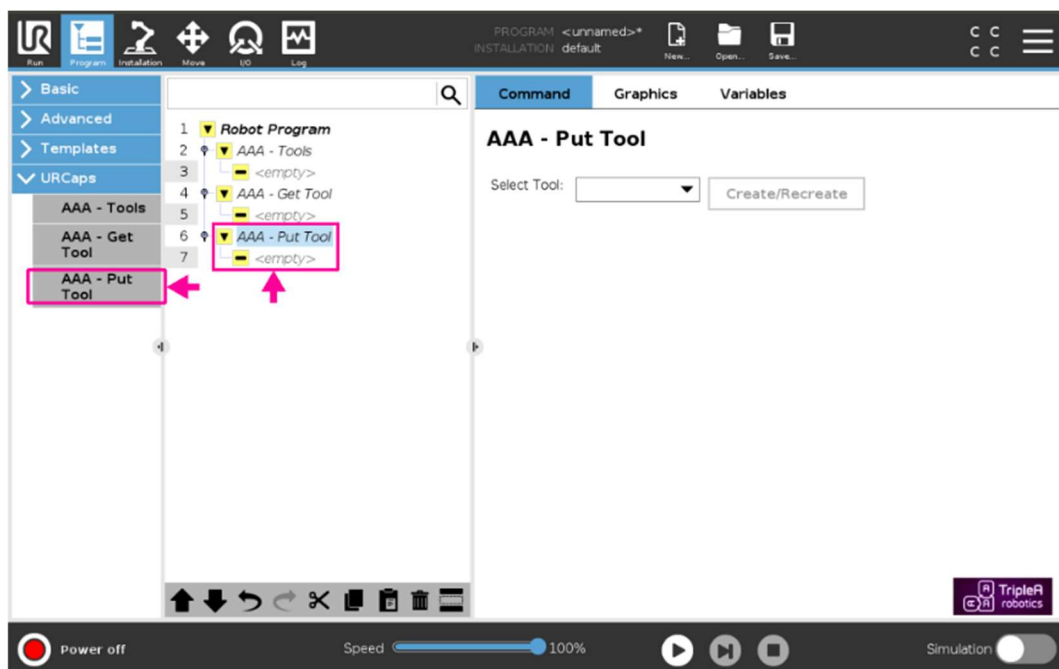 UR
Run
Program
Installation
Move
I/O
Log
PROGRAM <unnamed>*
INSTALLATION default
New...
Open...
Save...
C C
C C
Basic
Advanced
Templates
URCaps
AAA - Tools
AAA - Get
Tool
AAA - Put
Tool
1 Robot Program
2 AAA - Tools
3 <empty>
4 AAA - Get Tool
5 <empty>
6 AAA - Put Tool
7 <empty>
Command Graphics Variables
AAA - Put Tool
Select Tool: Create/Recreate
A TripleA
A robotics
Power off
Speed 100%
Simulation